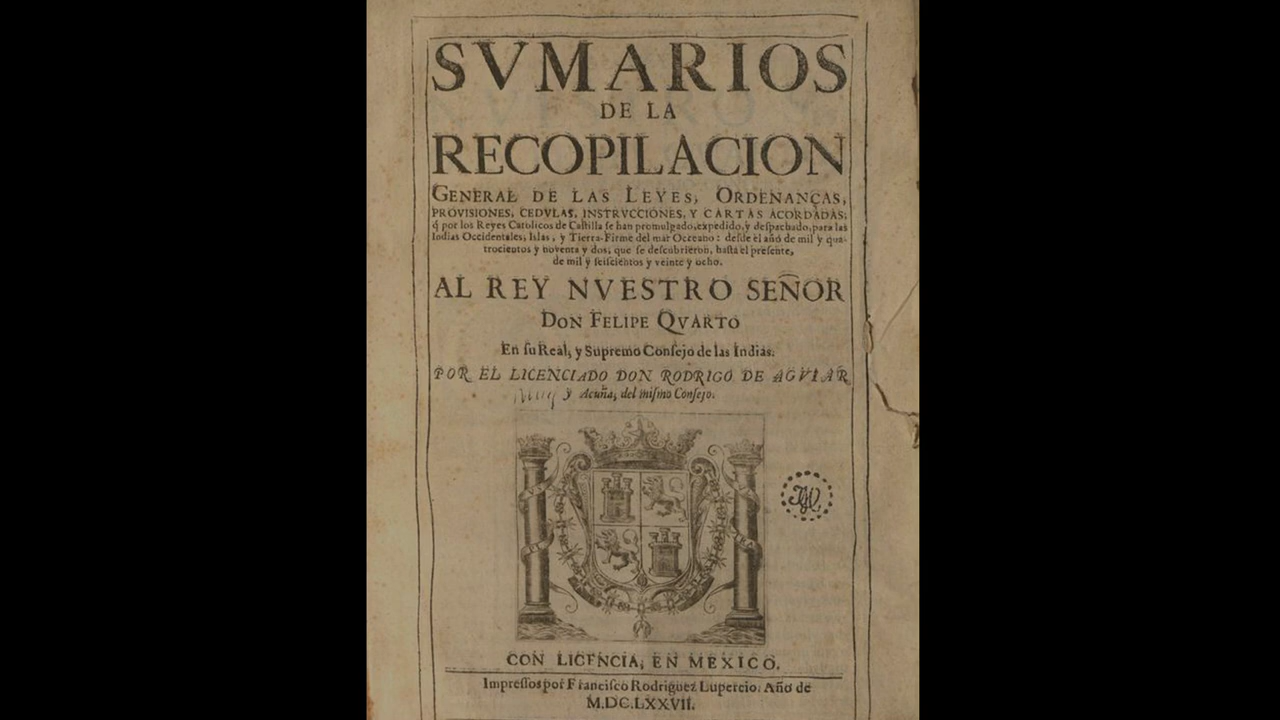 SVMARIOS
DE LA
RECOPILACION
GENERAL DE LAS LEYES, ORDENANÇAS,
PROVISIONES, CEDVLAS, INSTRVCCIONES, Y CARTAS ACORDADAS,
q̃ por los Reyes Catolicos de Caſtilla ſe han promulgado, expedido, y deſpachado, para las
Indias Occidentales, Islas, y Tierra-Firme del mar Occeano: deſde el año de mil y qua-
trocientos y noventa y dos, que ſe deſcubrieron, haſta el preſente,
de mil y ſeiſcientos y veinte y ocho.
AL REY NVESTRO SEÑOR
DON FELIPE QVARTO
En ſu Real, y Supremo Conſejo de las Indias.
POR EL LICENCIADO DON RODRIGO DE AGVIAR
y Acuña, del miſmo Conſejo.
CON LICENCIA, EN MEXICO.
Impreſſos por Franciſco Rodriguez Lupercio. Año de
M.DC.LXXVII.